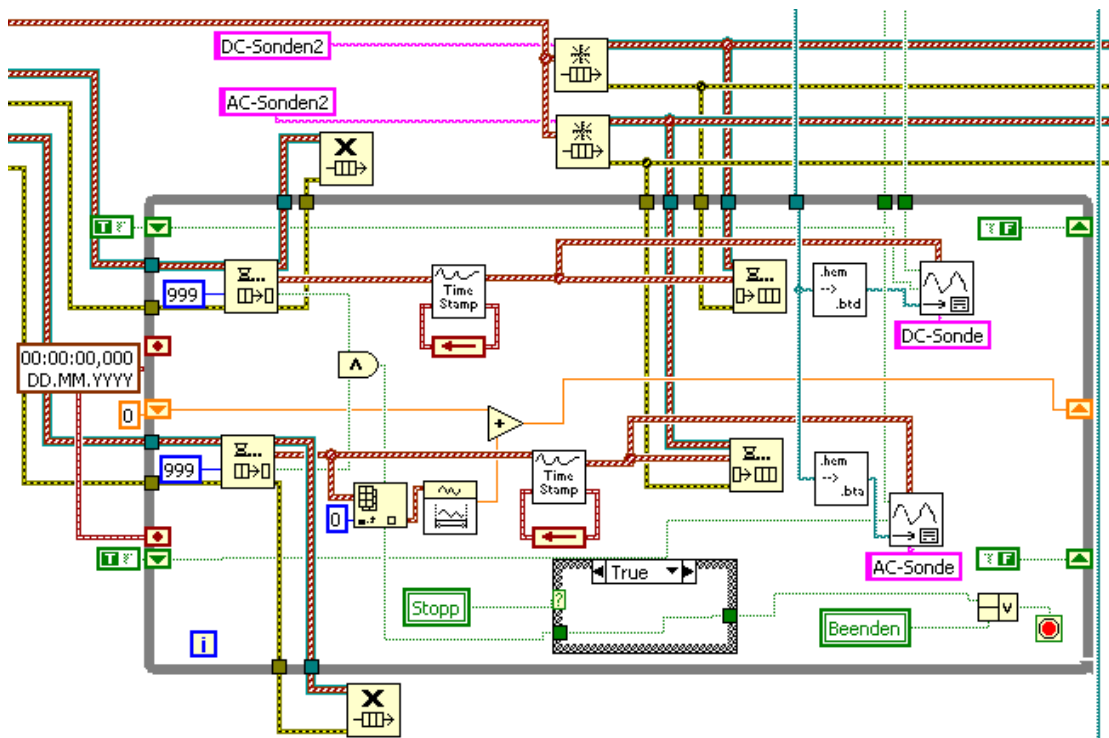 DC-Sonden2
AC-Sonden2
X
T
F
999
Time
Stamp
.hem
-->
.btd
DC-Sonde
00:00:00,000
DD.MM.YYYY
Λ
0
+
999
Time
Stamp
.hem
-->
.bta
0
AC-Sonde
T
F
True
?
Stopp
Beenden
V
i
X